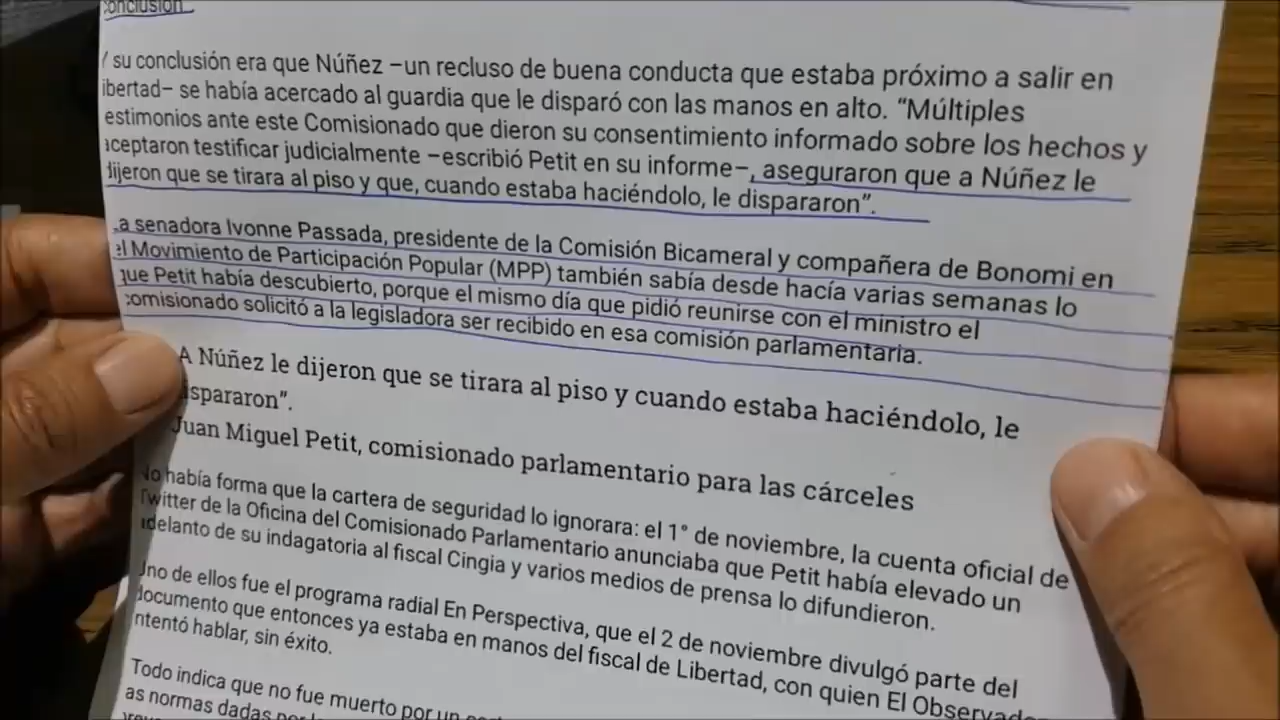 conclusión
su conclusión era que Núñez –un recluso de buena conducta que estaba próximo a salir en
ibertad– se había acercado al guardia que le disparó con las manos en alto. “Múltiples
estimonios ante este Comisionado que dieron su consentimiento informado sobre los hechos y
aceptaron testificar judicialmente –escribió Petit en su informe–, aseguraron que a Núñez le
dijeron que se tirara al piso y que, cuando estaba haciéndolo, le dispararon”.
a senadora Ivonne Passada, presidente de la Comisión Bicameral y compañera de Bonomi en
el Movimiento de Participación Popular (MPP) también sabía desde hacía varias semanas lo
que Petit había descubierto, porque el mismo día que pidió reunirse con el ministro el
comisionado solicitó a la legisladora ser recibido en esa comisión parlamentaria.
A Núñez le dijeron que se tirara al piso y cuando estaba haciéndolo, le
ispararon”.
Juan Miguel Petit, comisionado parlamentario para las cárceles
No había forma que la cartera de seguridad lo ignorara: el 1° de noviembre, la cuenta oficial de
Twitter de la Oficina del Comisionado Parlamentario anunciaba que Petit había elevado un
adelanto de su indagatoria al fiscal Cingia y varios medios de prensa lo difundieron.
Uno de ellos fue el programa radial En Perspectiva, que el 2 de noviembre divulgó parte del
documento que entonces ya estaba en manos del fiscal de Libertad, con quien El Observado
ntentó hablar, sin éxito.
Todo indica que no fue muerto por un
as normas dadas por